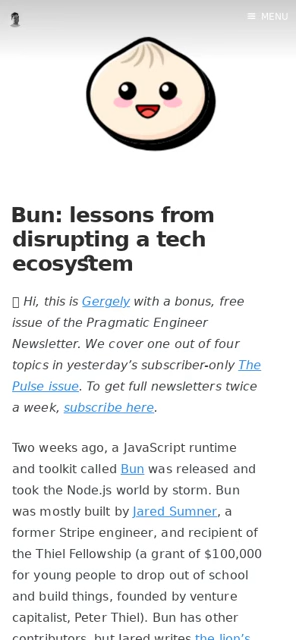 MENU
Bun: lessons from
disrupting a tech
ecosystem
Hi, this is Gergely with a bonus, free
issue of the Pragmatic Engineer
Newsletter. We cover one out of four
topics in yesterday’s subscriber-only The
Pulse issue. To get full newsletters twice
a week, subscribe here.
Two weeks ago, a JavaScript runtime
and toolkit called Bun was released and
took the Node.js world by storm. Bun
was mostly built by Jared Sumner, a
former Stripe engineer, and recipient of
the Thiel Fellowship (a grant of $100,000
for young people to drop out of school
and build things, founded by venture
capitalist, Peter Thiel). Bun has other
contributors, but Jared writes the lion’s